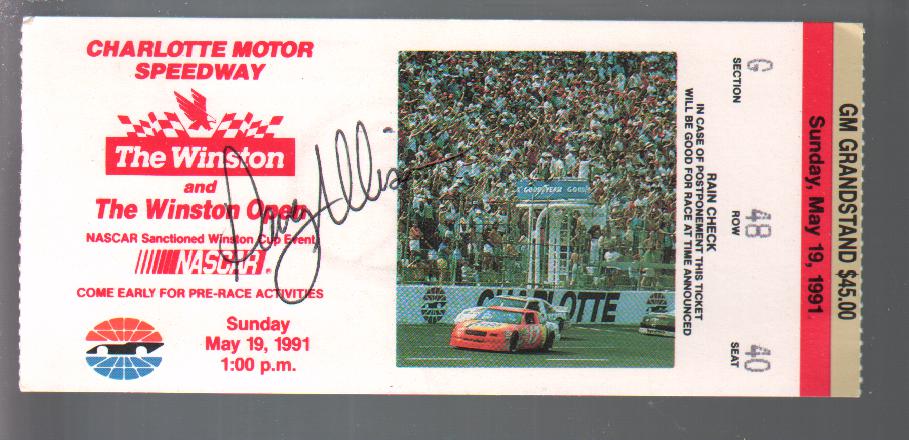 CHARLOTTE MOTOR
SPEEDWAY
The Winston
and
The Winston Open
NASCAR Sanctioned Winston Cup Event
NASCAR
COME EARLY FOR PRE-RACE ACTIVITIES
Sunday
May 19, 1991
1:00 p.m.
Davey Allison
GOODYEAR
CHARLOTTE
G
SECTION
RAIN CHECK
IN CASE OF POSTPONEMENT THIS TICKET
WILL BE GOOD FOR RACE AT TIME ANNOUNCED
48
ROW
40
SEAT
Sunday, May 19, 1991
GM GRANDSTAND $45.00